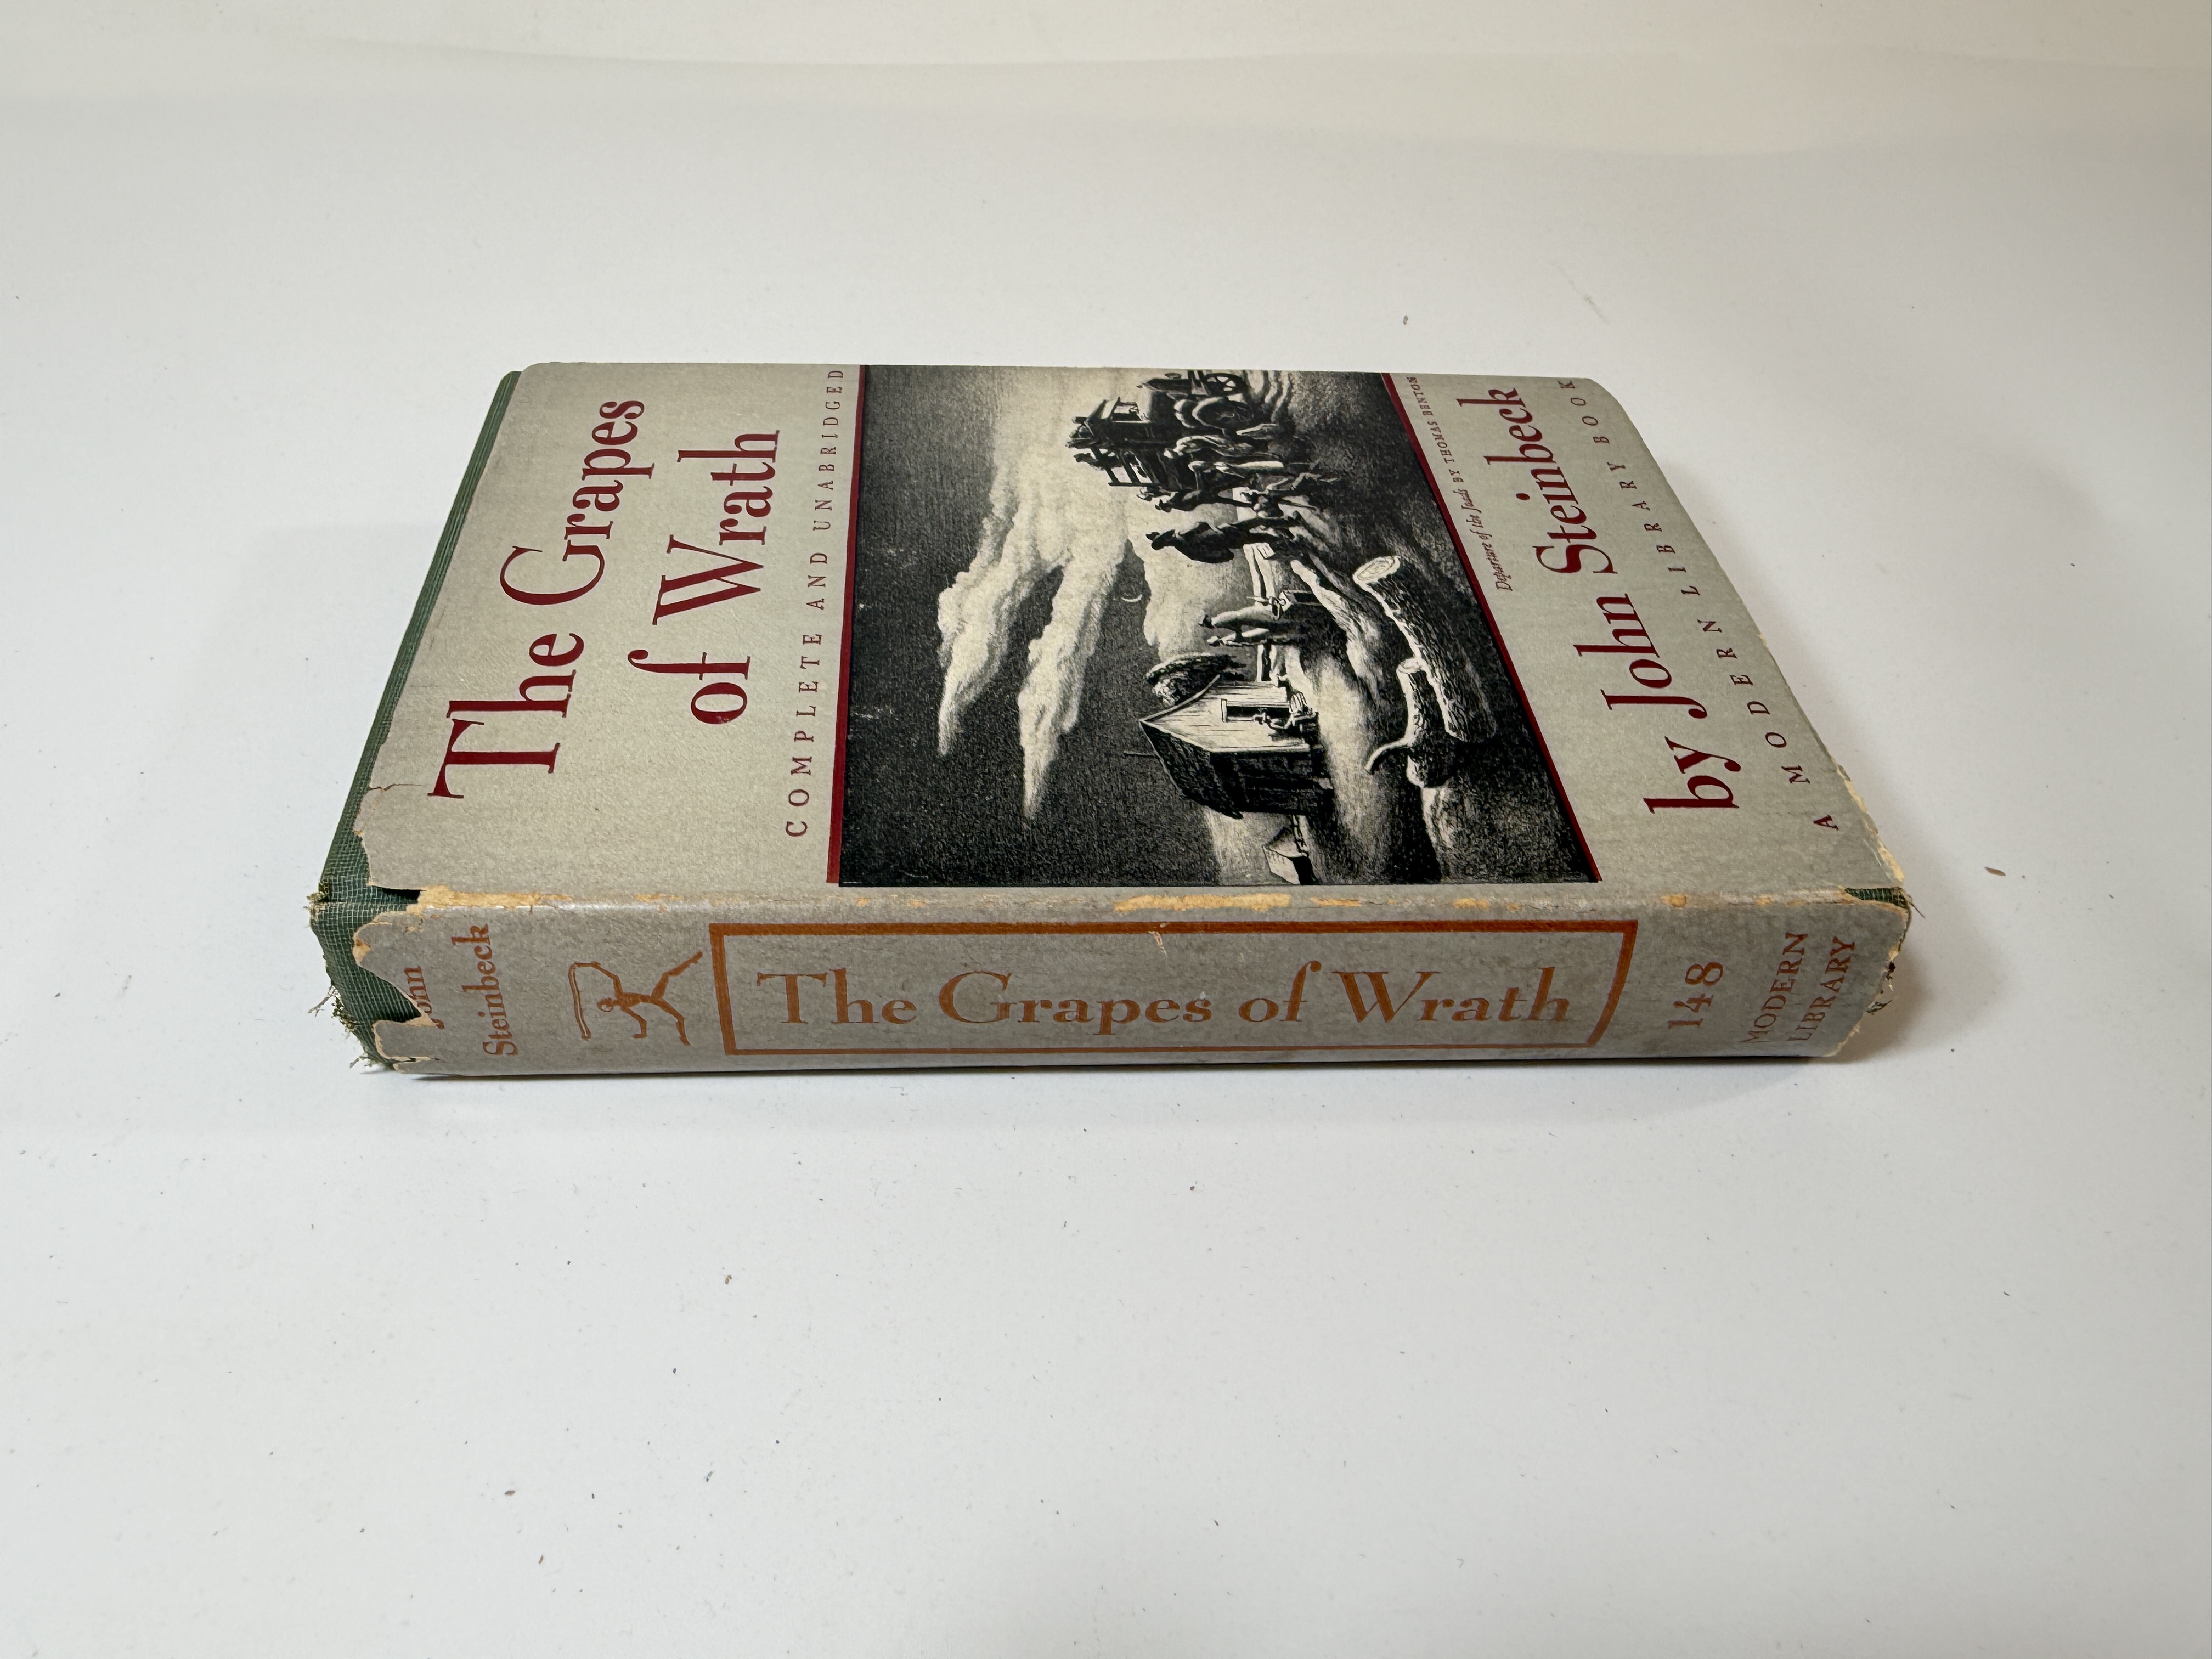 The Grapes
of Wrath
COMPLETE AND UNABRIDGED
Departure of the Joads BY THOMAS BENTON
by John Steinbeck
A MODERN LIBRARY BOOK
John
Steinbeck
The Grapes of Wrath
148
MODERN
LIBRARY